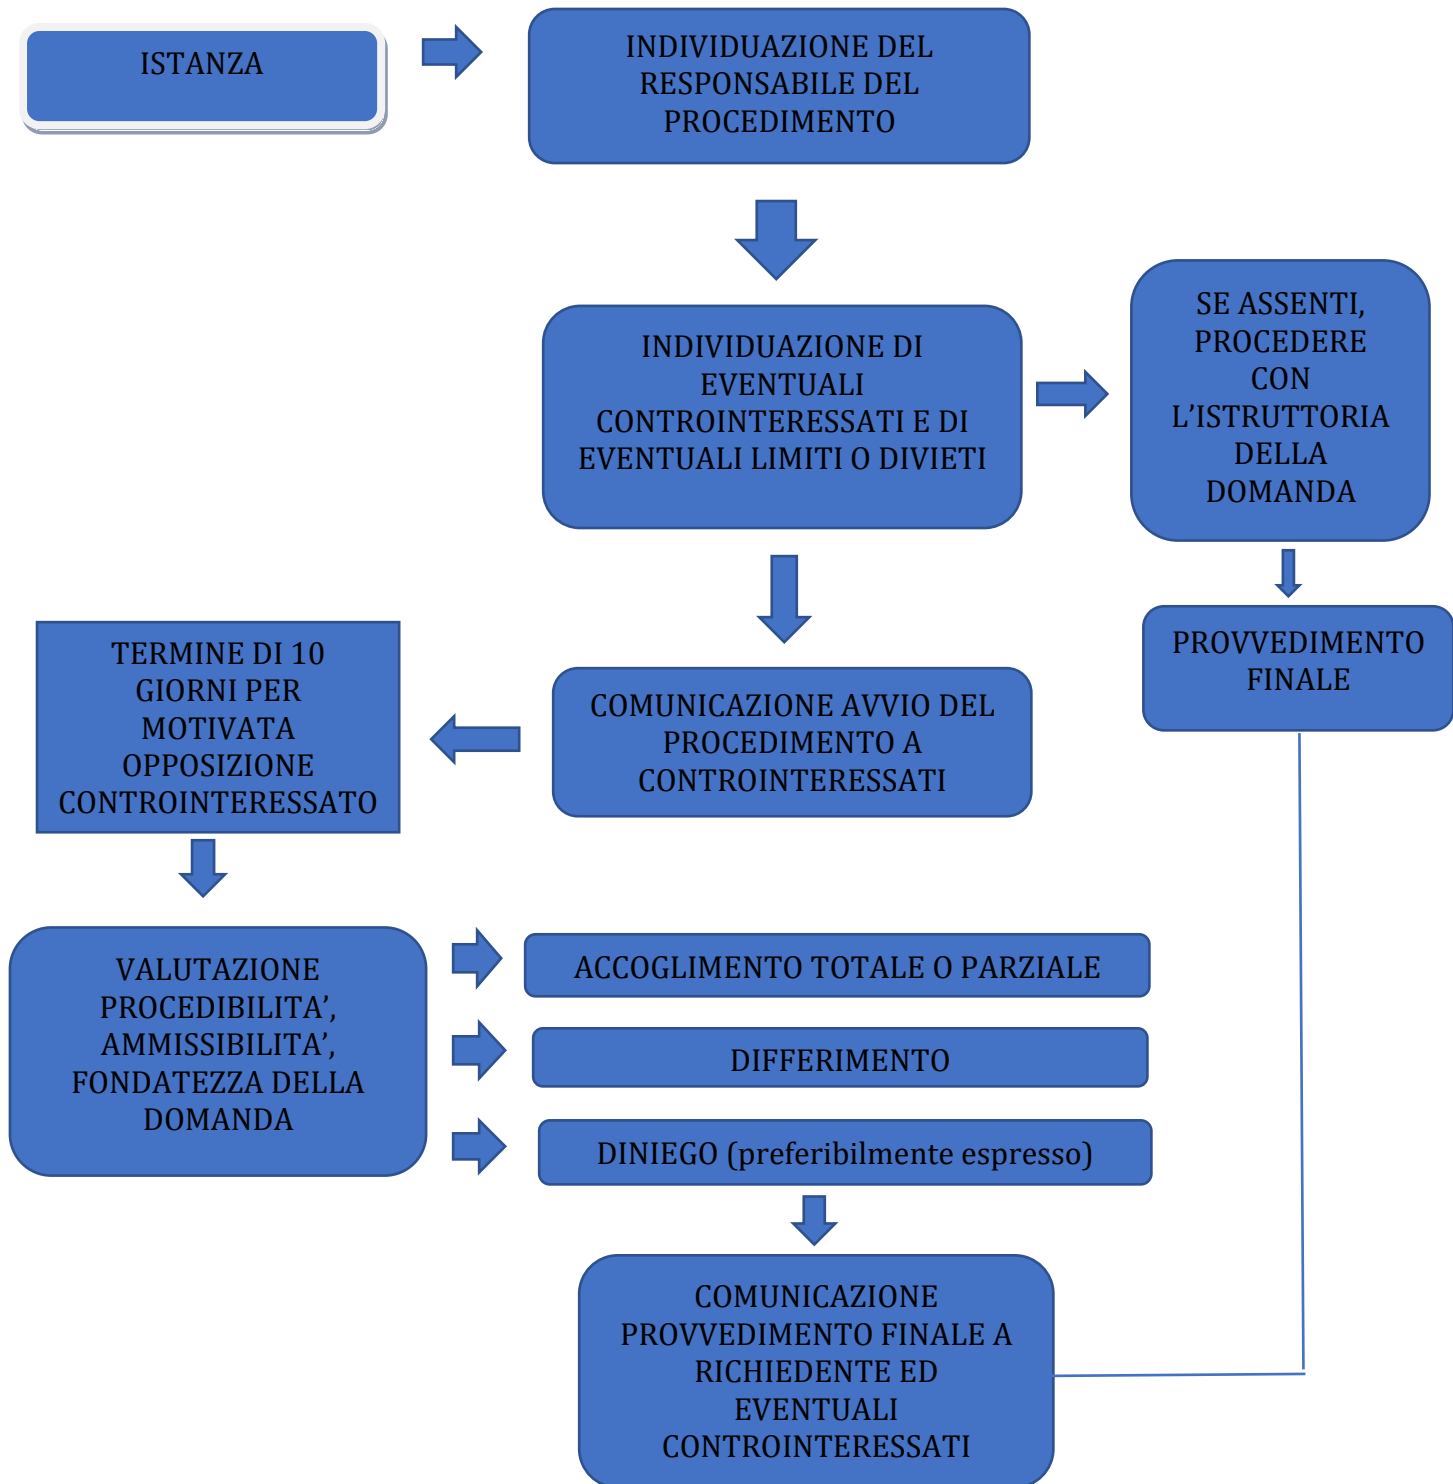 ISTANZA
INDIVIDUAZIONE DEL
RESPONSABILE DEL
PROCEDIMENTO
INDIVIDUAZIONE DI
EVENTUALI
CONTROINTERESSATI E DI
EVENTUALI LIMITI O DIVIETI
SE ASSENTI,
PROCEDERE
CON
L’ISTRUTTORIA
DELLA
DOMANDA
PROVVEDIMENTO
FINALE
COMUNICAZIONE AVVIO DEL
PROCEDIMENTO A
CONTROINTERESSATI
TERMINE DI 10
GIORNI PER
MOTIVATA
OPPOSIZIONE
CONTROINTERESSATO
VALUTAZIONE
PROCEDIBILITA’,
AMMISSIBILITA’,
FONDATEZZA DELLA
DOMANDA
ACCOGLIMENTO TOTALE O PARZIALE
DIFFERIMENTO
DINIEGO (preferibilmente espresso)
COMUNICAZIONE
PROVVEDIMENTO FINALE A
RICHIEDENTE ED
EVENTUALI
CONTROINTERESSATI